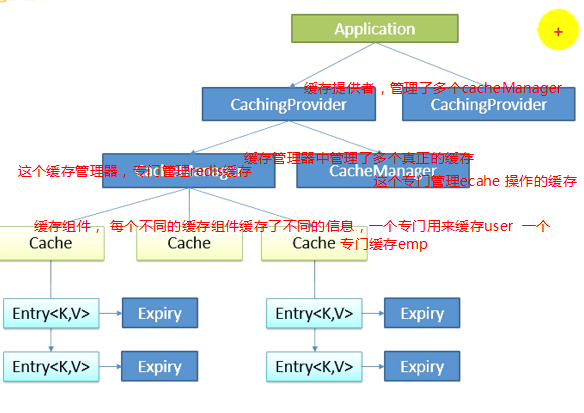 Application
缓存提供者，管理了多个cacheManager
CachingProvider
CachingProvider
缓存管理器中管理了多个真正的缓存
这个缓存管理器，专门管理redis缓存
CacheManager
CacheManager
这个专门管理ecahe 操作的缓存
缓存组件， 每个不同的缓存组件缓存了不同的信息，一个专门用来缓存user 一个
专门缓存emp
Cache
Cache
Cache
Entry<K,V>
Expiry
Entry<K,V>
Expiry
Entry<K,V>
Expiry
Entry<K,V>
Expiry